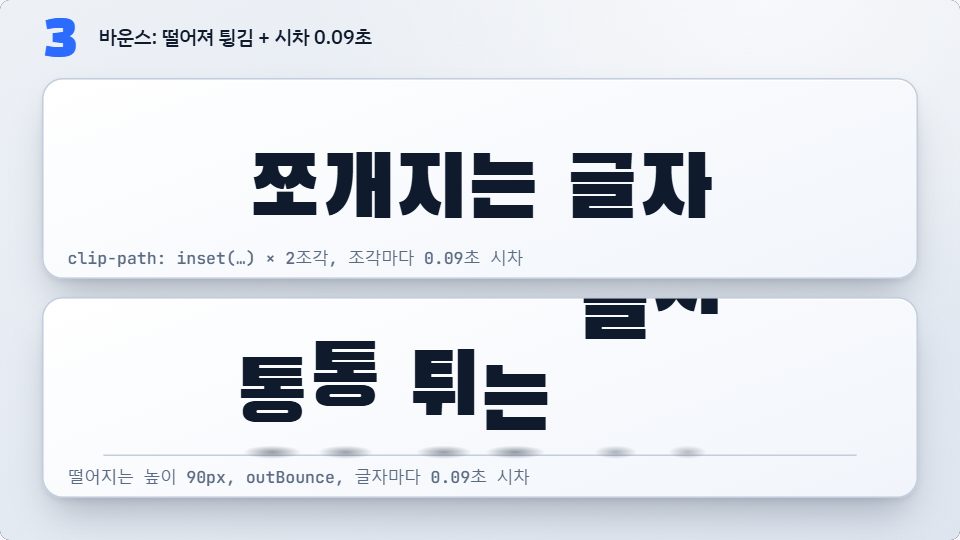 3 바운스: 떨어져 튕김 + 시차 0.09초
쪼개지는 글자
clip-path: inset(…) × 2조각, 조각마다 0.09초 시차
통통 튀는 글자
떨어지는 높이 90px, outBounce, 글자마다 0.09초 시차